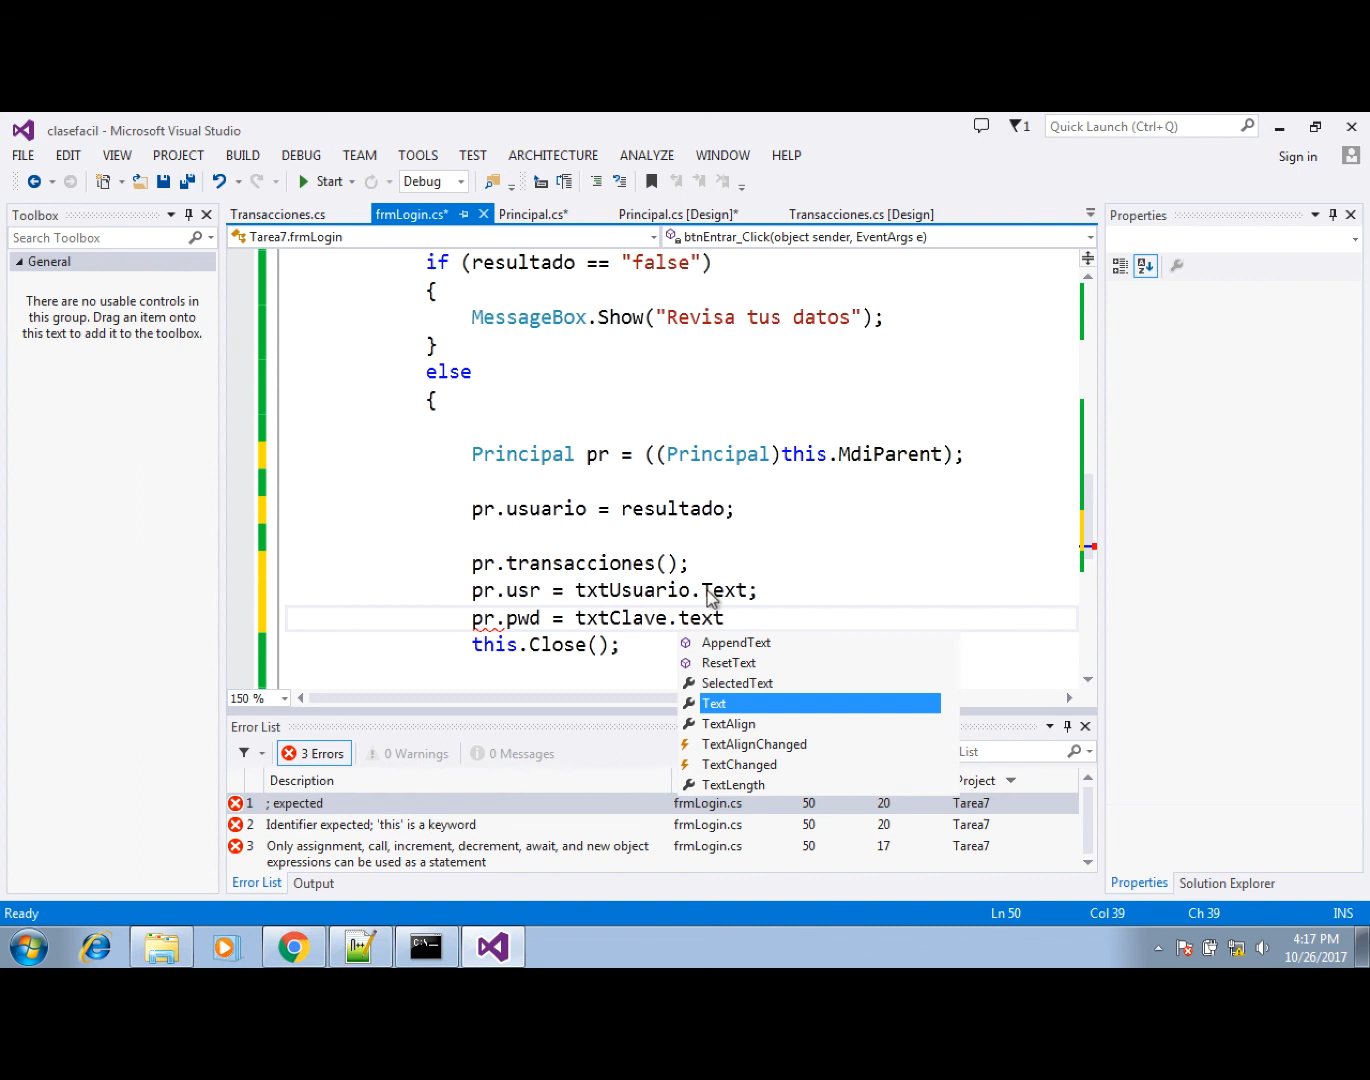 clasefacil - Microsoft Visual Studio
1
Quick Launch (Ctrl+Q)
FILE EDIT VIEW PROJECT BUILD DEBUG TEAM TOOLS TEST ARCHITECTURE ANALYZE WINDOW HELP
Sign in
Start Debug
Toolbox
Search Toolbox
General
There are no usable controls in
this group. Drag an item onto
this text to add it to the toolbox.
Transacciones.cs frmLogin.cs* Principal.cs* Principal.cs [Design]* Transacciones.cs [Design]
Tarea7.frmLogin btnEntrar_Click(object sender, EventArgs e)
if (resultado == "false")
{
MessageBox.Show("Revisa tus datos");
}
else
{
Principal pr = ((Principal)this.MdiParent);
pr.usuario = resultado;
pr.transacciones();
pr.usr = txtUsuario.Text;
pr.pwd = txtClave.text
this.Close();
AppendText
ResetText
SelectedText
Text
TextAlign
TextAlignChanged
TextChanged
TextLength
150 %
Error List
3 Errors 0 Warnings 0 Messages List
Description Project
1 ; expected frmLogin.cs 50 20 Tarea7
2 Identifier expected; 'this' is a keyword frmLogin.cs 50 20 Tarea7
3 Only assignment, call, increment, decrement, await, and new object frmLogin.cs 50 17 Tarea7
expressions can be used as a statement
Error List Output
Properties
Properties Solution Explorer
Ready Ln 50 Col 39 Ch 39 INS
C:\
4:17 PM
10/26/2017